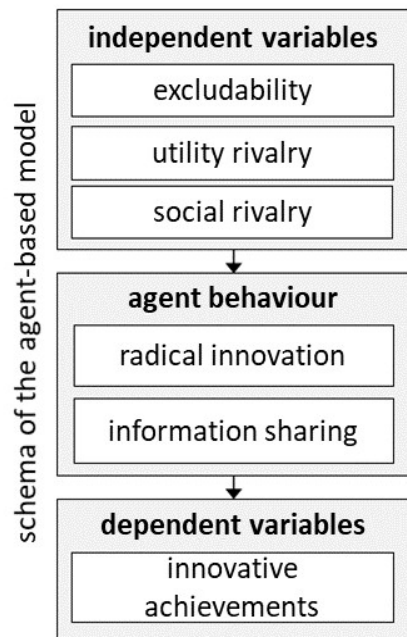 schema of the agent-based model
independent variables
excludability
utility rivalry
social rivalry
agent behaviour
radical innovation
information sharing
dependent variables
innovative
achievements